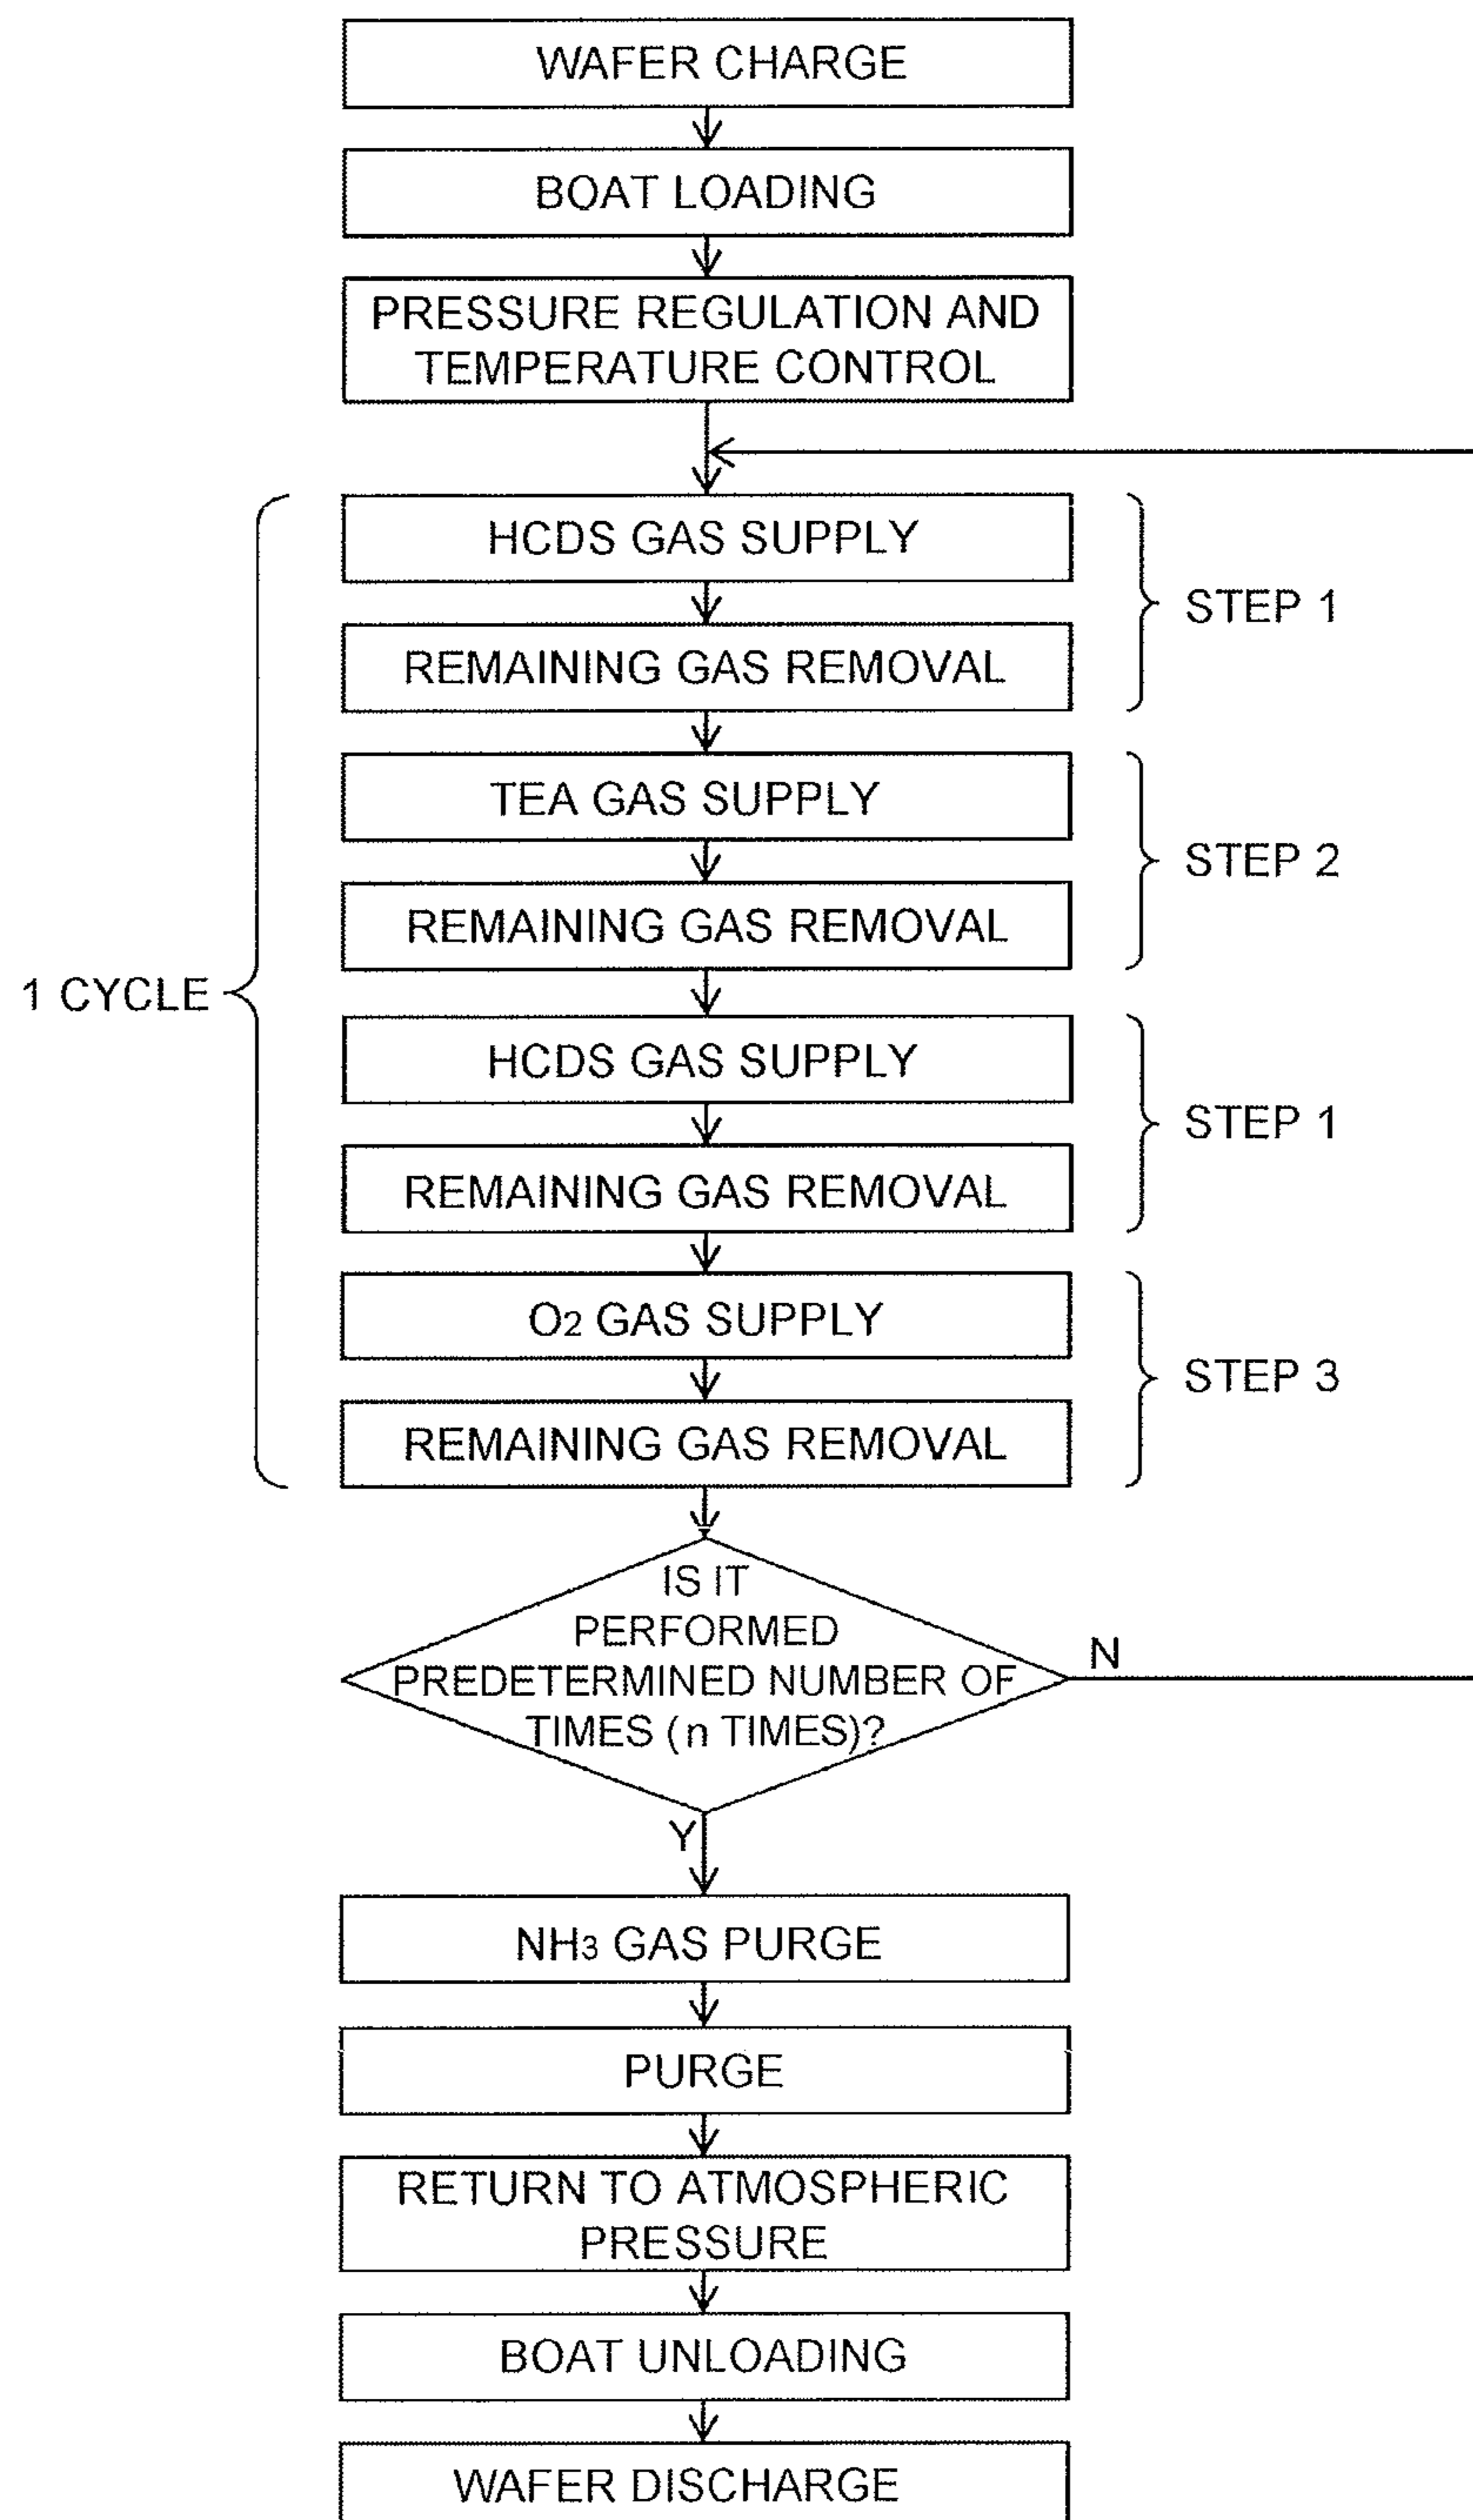 WAFER CHARGE
BOAT LOADING
PRESSURE REGULATION AND
TEMPERATURE CONTROL
HCDS GAS SUPPLY
STEP 1
REMAINING GAS REMOVAL
TEA GAS SUPPLY
STEP 2
REMAINING GAS REMOVAL
1 CYCLE
HCDS GAS SUPPLY
STEP 1
REMAINING GAS REMOVAL
O2 GAS SUPPLY
STEP 3
REMAINING GAS REMOVAL
IS IT
PERFORMED
PREDETERMINED NUMBER OF
TIMES (n TIMES)?
N
Y
NH3 GAS PURGE
PURGE
RETURN TO ATMOSPHERIC
PRESSURE
BOAT UNLOADING
WAFER DISCHARGE